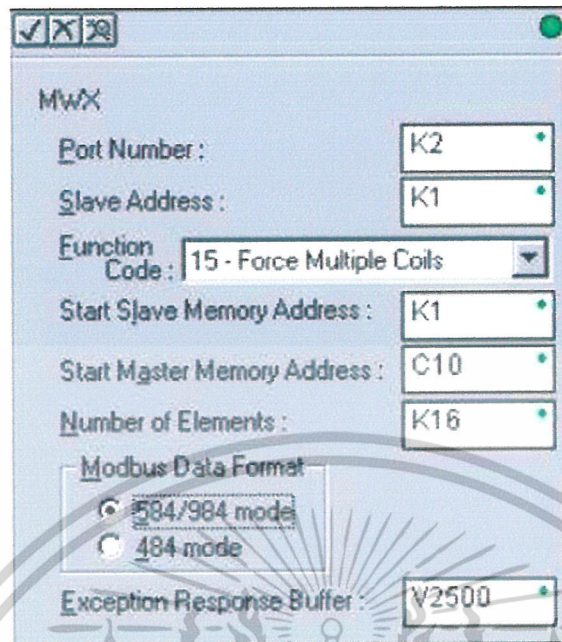 MWX
Port Number : K2
Slave Address : K1
Function Code : 15 - Force Multiple Coils
Start Slave Memory Address : K1
Start Master Memory Address : C10
Number of Elements : K16
Modbus Data Format
584/984 mode
484 mode
Exception Response Buffer : V2500